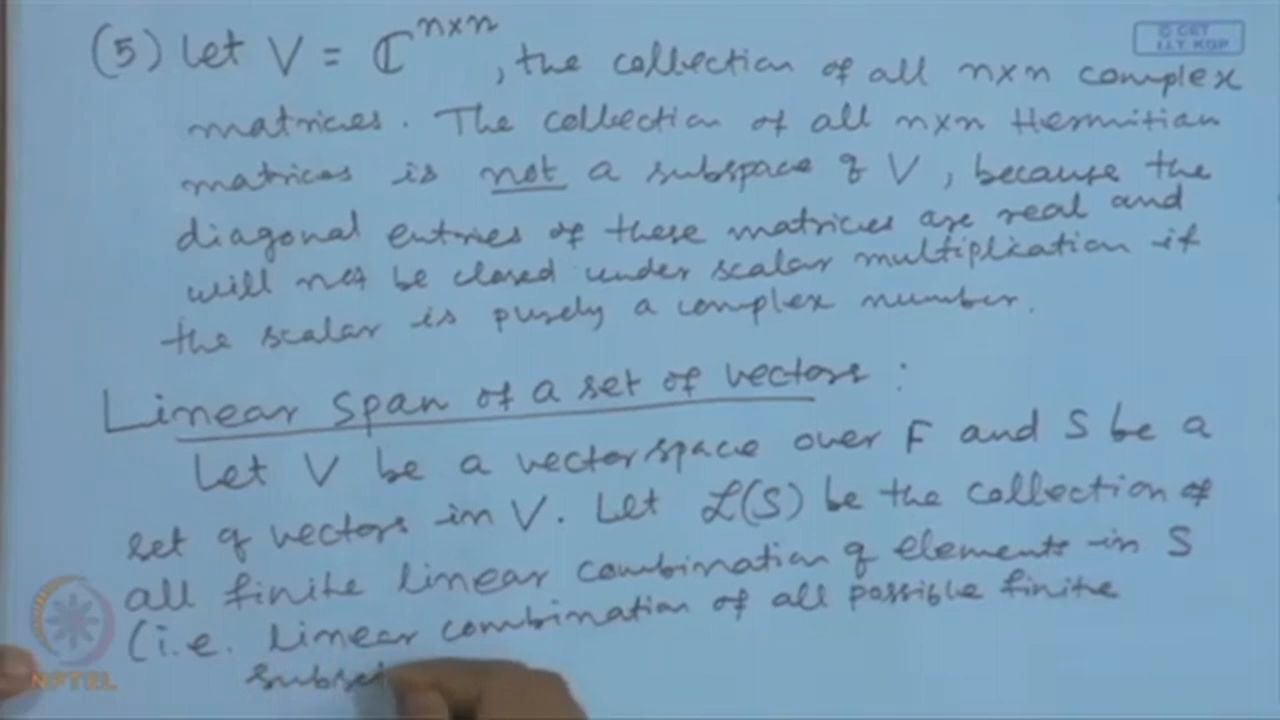 © CET
I.I.T KGP
(5) Let V = ℂ^{n×n}, the collection of all n×n complex
matrices. The collection of all n×n Hermitian
matrices is not a subspace of V, because the
diagonal entries of these matrices are real and
will not be closed under scalar multiplication if
the scalar is purely a complex number.
Linear span of a set of vectors:
Let V be a vector space over F and S be a
set of vectors in V. Let ℒ(S) be the collection of
all finite linear combination of elements in S
(i.e. linear combination of all possible finite
subset
NPTEL